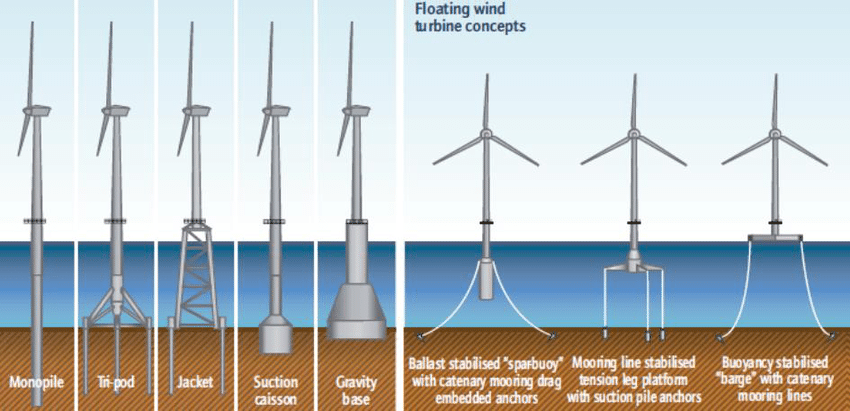 Floating wind
turbine concepts
Monopile
Tri-pod
Jacket
Suction
caisson
Gravity
base
Ballast stabilised "sparbuoy"
with catenary mooring drag
embedded anchors
Mooring line stabilised
tension leg platform
with suction pile anchors
Buoyancy stabilised
"barge" with catenary
mooring lines